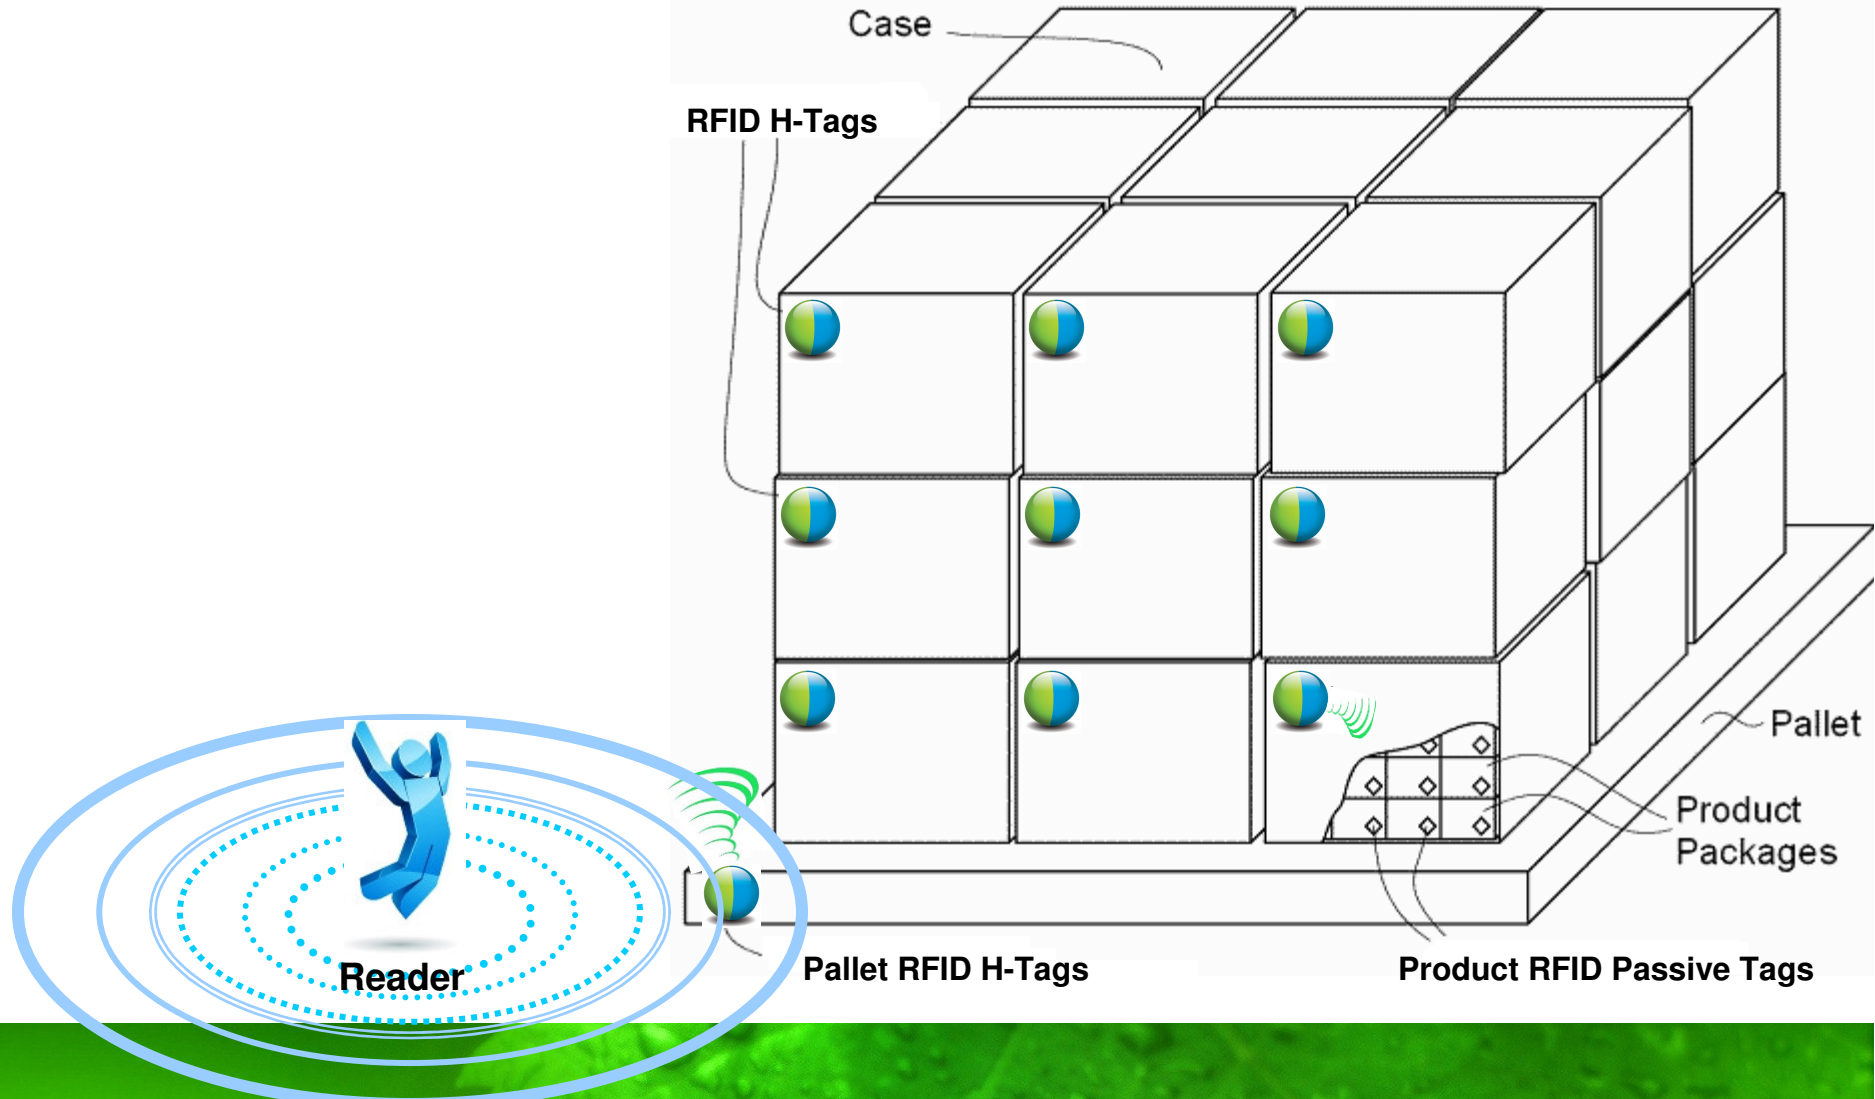 Case
RFID H-Tags
Pallet
Product
Packages
Reader
Pallet RFID H-Tags
Product RFID Passive Tags